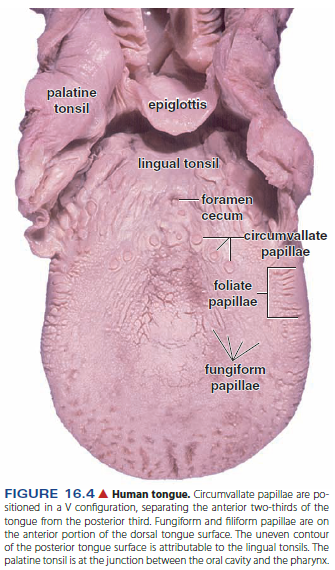 palatine
tonsil
epiglottis
lingual tonsil
foramen
cecum
circumvallate
papillae
foliate
papillae
fungiform
papillae
FIGURE 16.4 ▲ Human tongue. Circumvallate papillae are po-
sitioned in a V configuration, separating the anterior two-thirds of the
tongue from the posterior third. Fungiform and filiform papillae are on
the anterior portion of the dorsal tongue surface. The uneven contour
of the posterior tongue surface is attributable to the lingual tonsils. The
palatine tonsil is at the junction between the oral cavity and the pharynx.